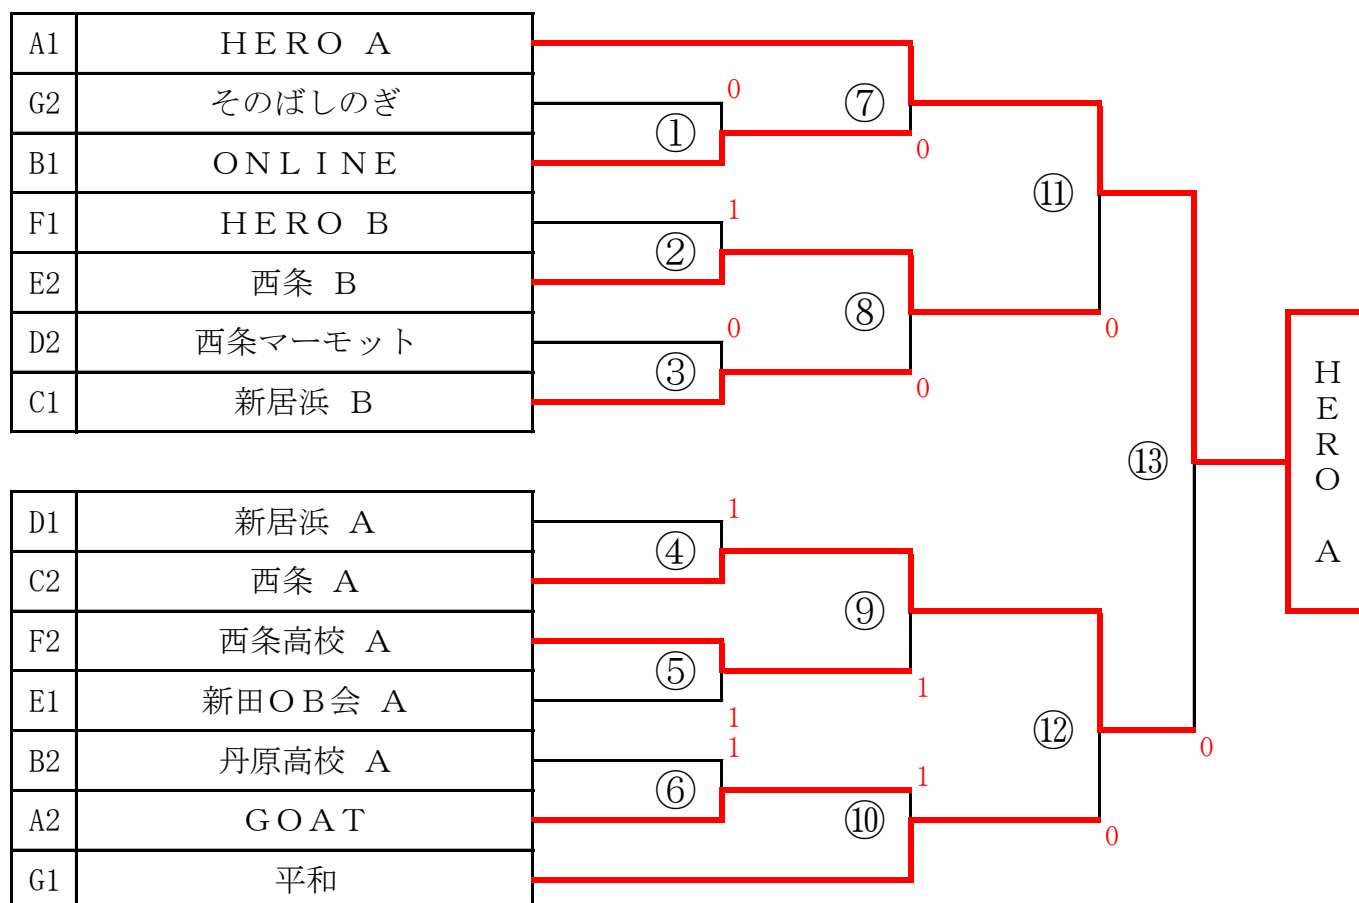 A1 HERO A
G2 そのばしのぎ
B1 ONLINE
F1 HERO B
E2 西条 B
D2 西条マーモット
C1 新居浜 B
① 0
② 1
③ 0
⑦ 0
⑧ 0
⑪ 0
⑬ 0
HERO A
D1 新居浜 A
C2 西条 A
F2 西条高校 A
E1 新田OB会 A
B2 丹原高校 A
A2 GOAT
G1 平和
④ 1
⑤ 1
⑥ 1
⑨ 1
⑩ 1
⑫ 0